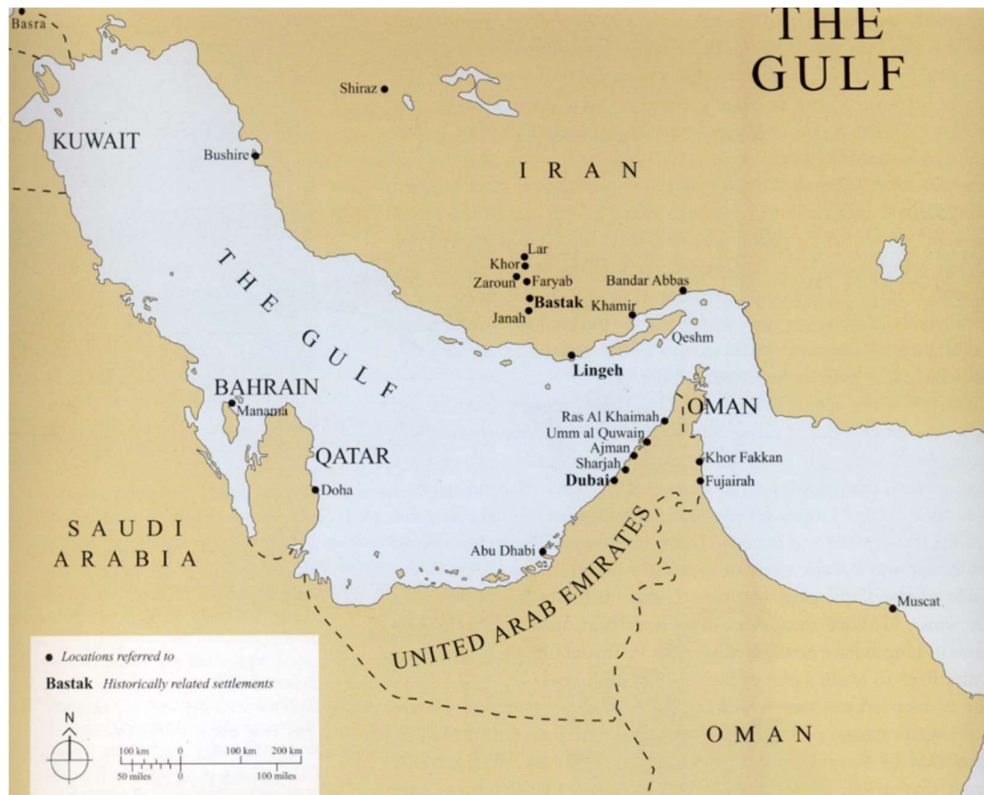 THE
GULF
Basra
Shiraz
KUWAIT
Bushire
IRAN
THE GULF
Lar
Khor
Zaroun
Faryab
Bandar Abbas
Bastak
Khamir
Janah
Qeshm
Lingeh
BAHRAIN
Manama
OMAN
Ras Al Khaimah
Umm al Quwain
Ajman
QATAR
Khor Fakkan
Sharjah
Dubai
Fujairah
Doha
SAUDI
ARABIA
Abu Dhabi
UNITED ARAB EMIRATES
Muscat
Locations referred to
Bastak Historically related settlements
N
100 km 0 100 km 200 km
50 miles 0 100 miles
OMAN